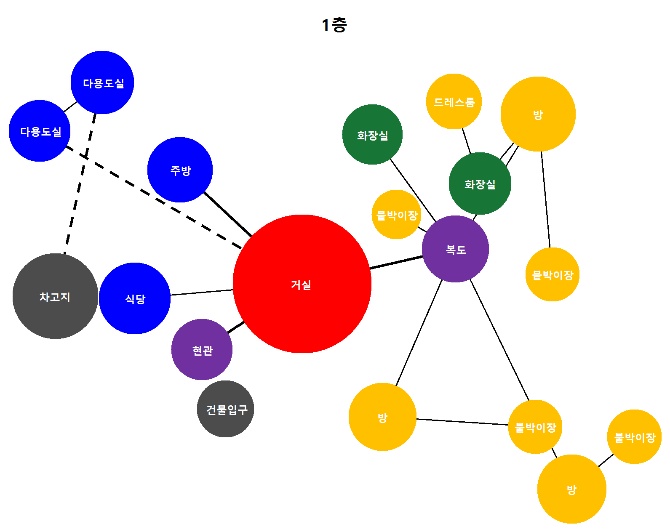 1층
다용도실
다용도실
드레스룸
방
화장실
주방
화장실
붙박이장
복도
붙박이장
거실
차고지
식당
현관
건물입구
방
붙박이장
붙박이장
방